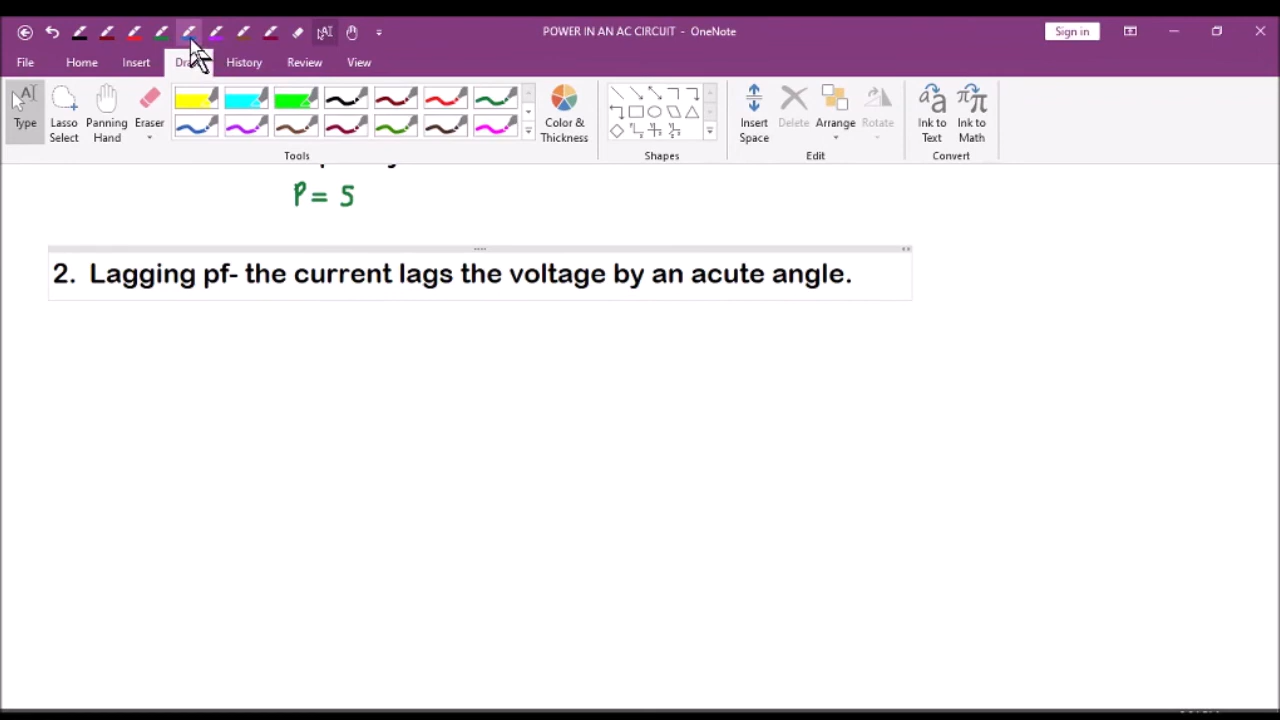 POWER IN AN AC CIRCUIT - OneNote
Sign in
File Home Insert History Review View
Type
Lasso Select
Panning Hand
Eraser
Color & Thickness
Insert Space
Delete
Arrange
Rotate
Ink to Text
Ink to Math
Tools
Shapes
Edit
Convert
P = S
2. Lagging pf- the current lags the voltage by an acute angle.